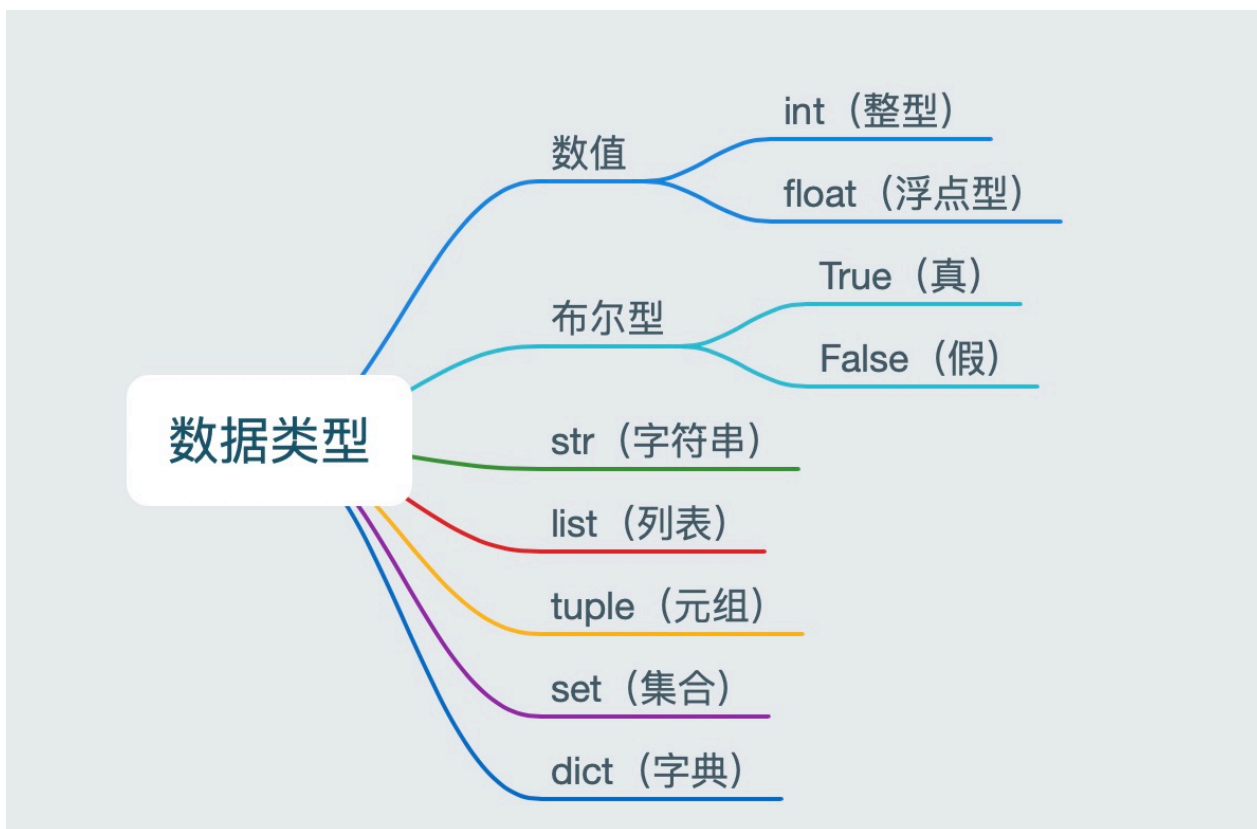 数据类型
数值
int（整型）
float（浮点型）
布尔型
True（真）
False（假）
str（字符串）
list（列表）
tuple（元组）
set（集合）
dict（字典）